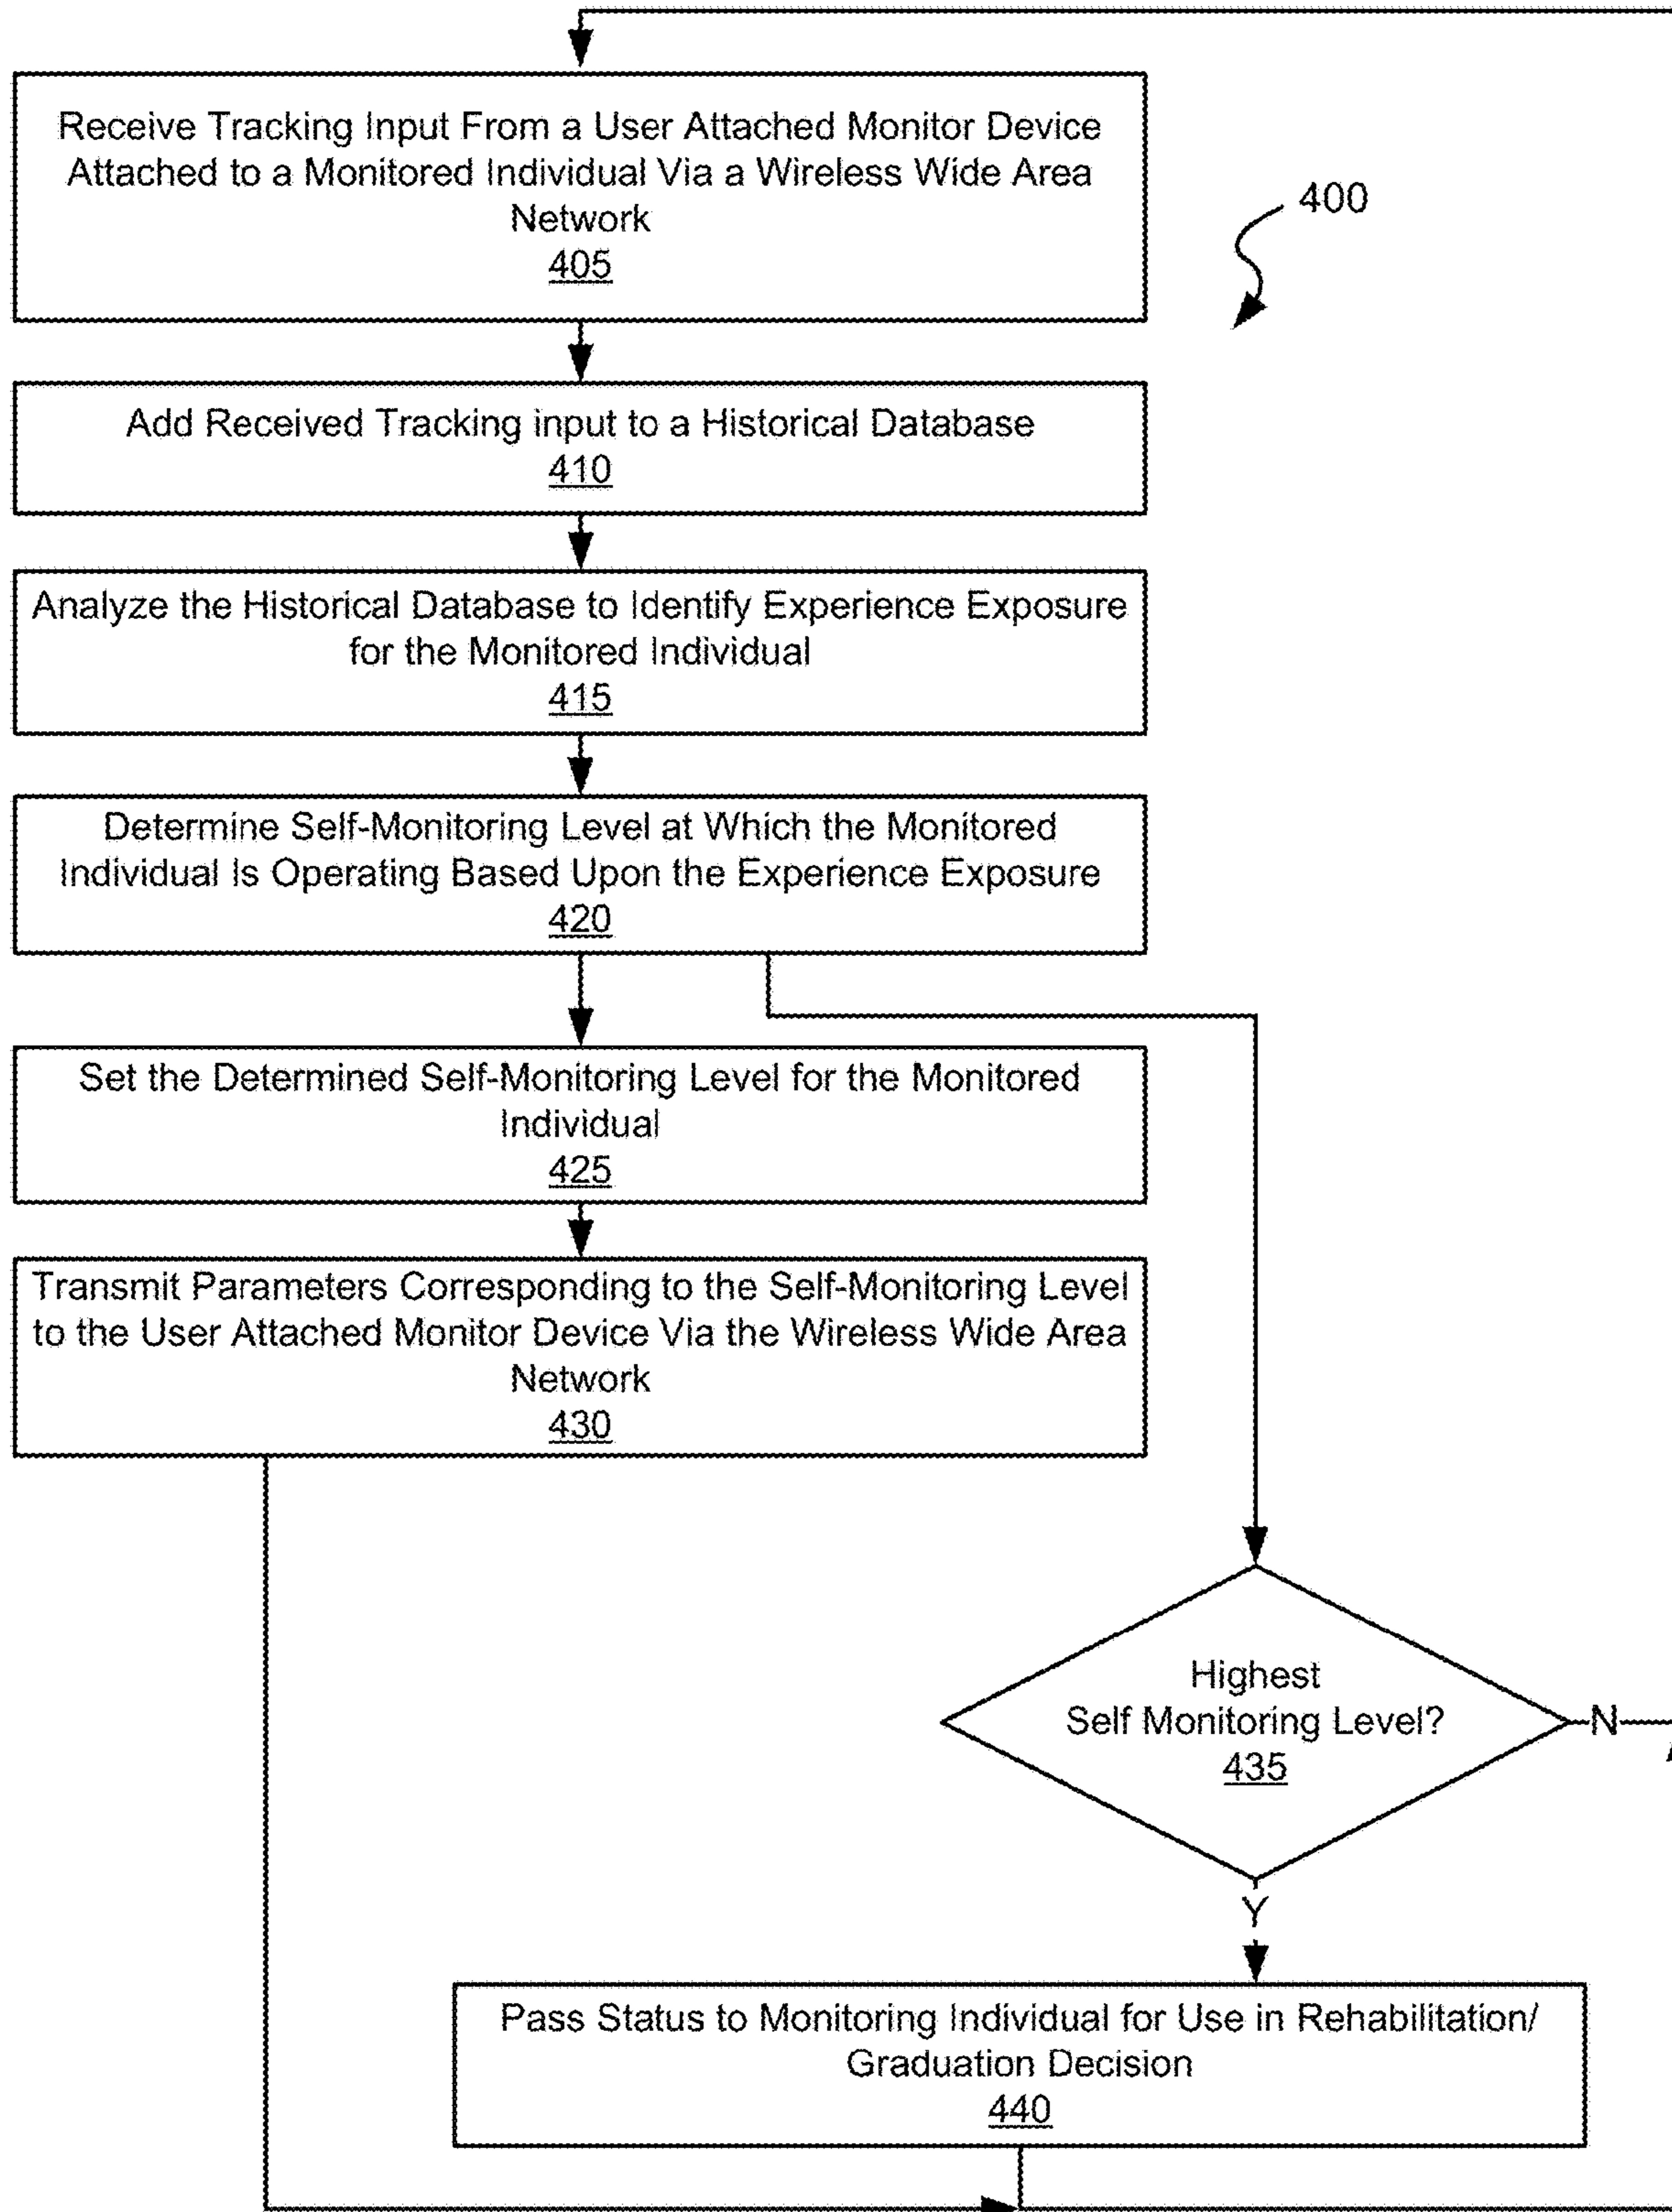 Receive Tracking Input From a User Attached Monitor Device
Attached to a Monitored Individual Via a Wireless Wide Area
Network
405
400
Add Received Tracking input to a Historical Database
410
Analyze the Historical Database to Identify Experience Exposure
for the Monitored Individual
415
Determine Self-Monitoring Level at Which the Monitored
Individual Is Operating Based Upon the Experience Exposure
420
Set the Determined Self-Monitoring Level for the Monitored
Individual
425
Transmit Parameters Corresponding to the Self-Monitoring Level
to the User Attached Monitor Device Via the Wireless Wide Area
Network
430
Highest
Self Monitoring Level?
435
N
Y
Pass Status to Monitoring Individual for Use in Rehabilitation/
Graduation Decision
440